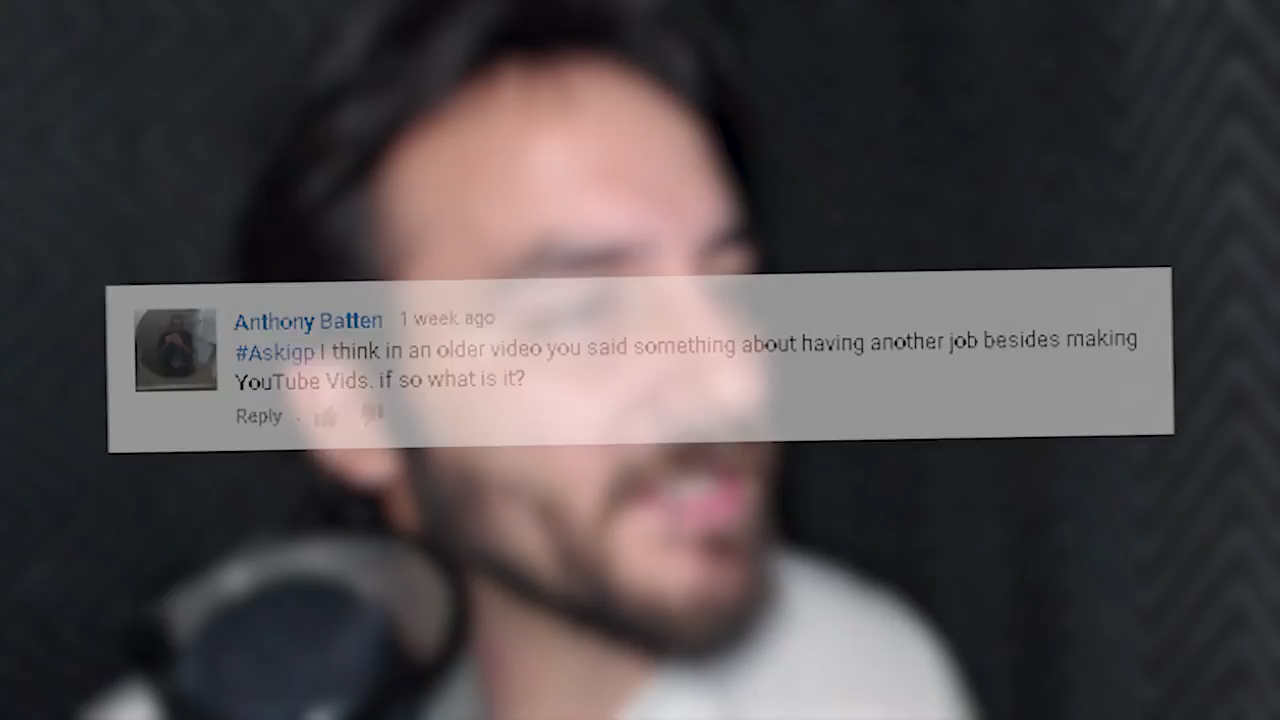 Anthony Batten 1 week ago
#Askigp I think in an older video you said something about having another job besides making
YouTube Vids. if so what is it?
Reply ·